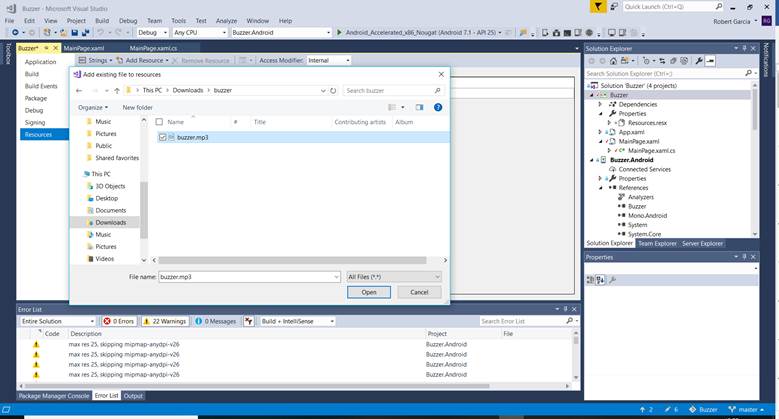 Buzzer - Microsoft Visual Studio
Quick Launch (Ctrl+Q)
File Edit View Project Build Debug Team Tools Test Analyze Window Help
Robert Garcia RG
Debug Any CPU Buzzer.Android Android_Accelerated_x86_Nougat (Android 7.1 - API 25)
Toolbox
Notifications
Buzzer* MainPage.xaml MainPage.xaml.cs
Application
Build
Build Events
Package
Debug
Signing
Resources
Strings Add Resource Remove Resource Access Modifier: Internal
Add existing file to resources
This PC Downloads buzzer
Search buzzer
Organize New folder
Name # Title Contributing artists Album
buzzer.mp3
Music
Pictures
Public
Shared favorites
This PC
3D Objects
Desktop
Documents
Downloads
Music
Pictures
Videos
File name: buzzer.mp3 All Files (*.*)
Open Cancel
Solution Explorer
Search Solution Explorer (Ctrl+;)
Solution 'Buzzer' (4 projects)
Buzzer
Dependencies
Properties
Resources.resx
App.xaml
MainPage.xaml
MainPage.xaml.cs
Buzzer.Android
Connected Services
Properties
References
Analyzers
Buzzer
Mono.Android
System
System.Core
Solution Explorer Team Explorer Server Explorer
Properties
Error List
Entire Solution 0 Errors 22 Warnings 0 Messages Build + IntelliSense Search Error List
Code Description Project File
max res 25, skipping mipmap-anydpi-v26 Buzzer.Android
max res 25, skipping mipmap-anydpi-v26 Buzzer.Android
max res 25, skipping mipmap-anydpi-v26 Buzzer.Android
max res 25, skipping mipmap-anydpi-v26 Buzzer.Android
Package Manager Console Error List Output
2 6 Buzzer master